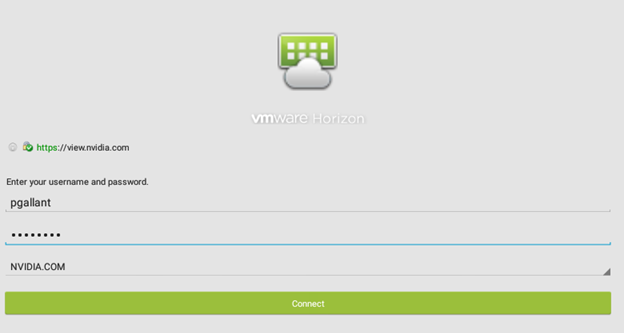 vmware Horizon
https://view.nvidia.com
Enter your username and password.
pgallant
••••••••
NVIDIA.COM
Connect